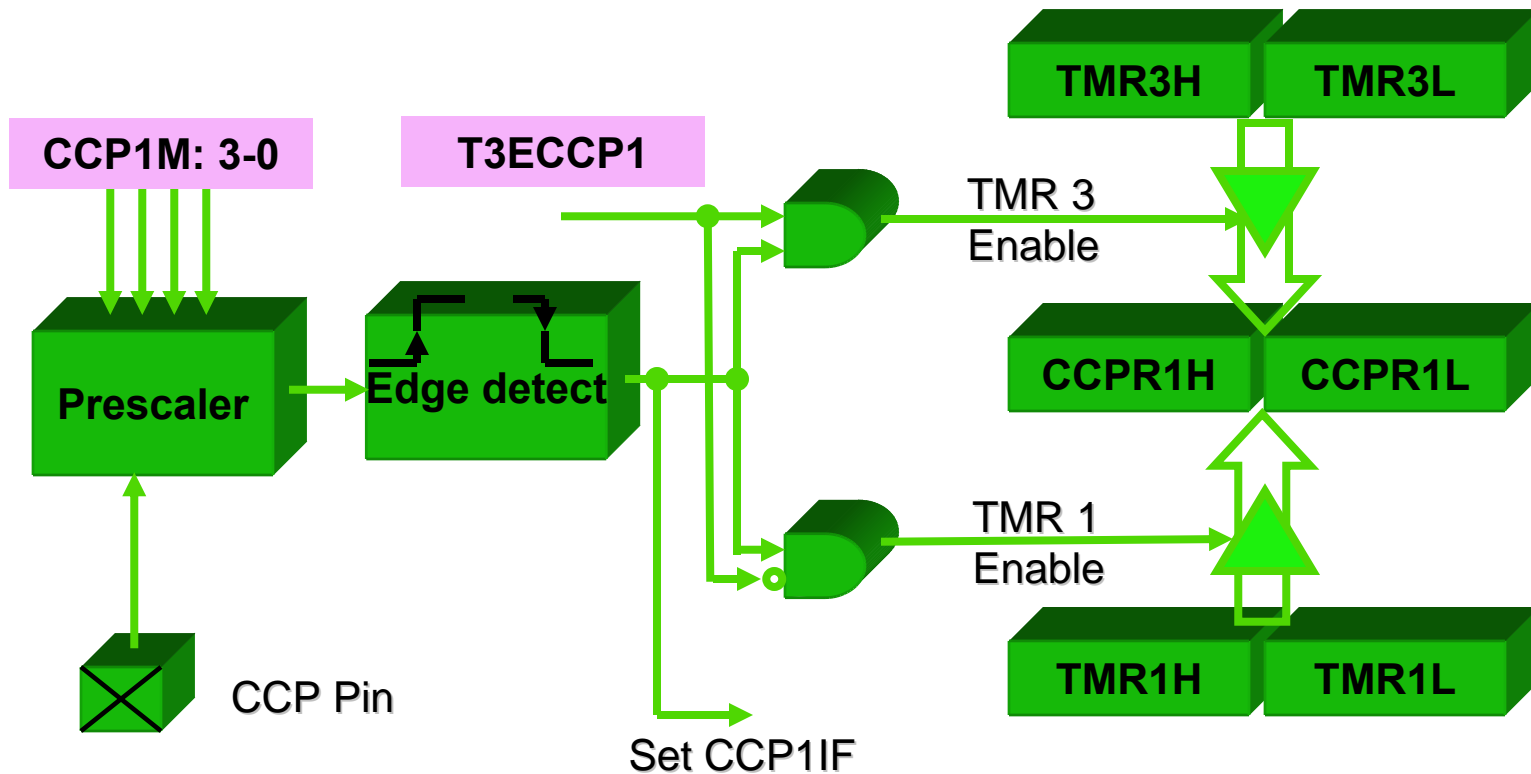 TMR3H
TMR3L
CCP1M: 3-0
T3ECCP1
TMR 3
Enable
Prescaler
Edge detect
CCPR1H
CCPR1L
TMR 1
Enable
TMR1H
TMR1L
CCP Pin
Set CCP1IF